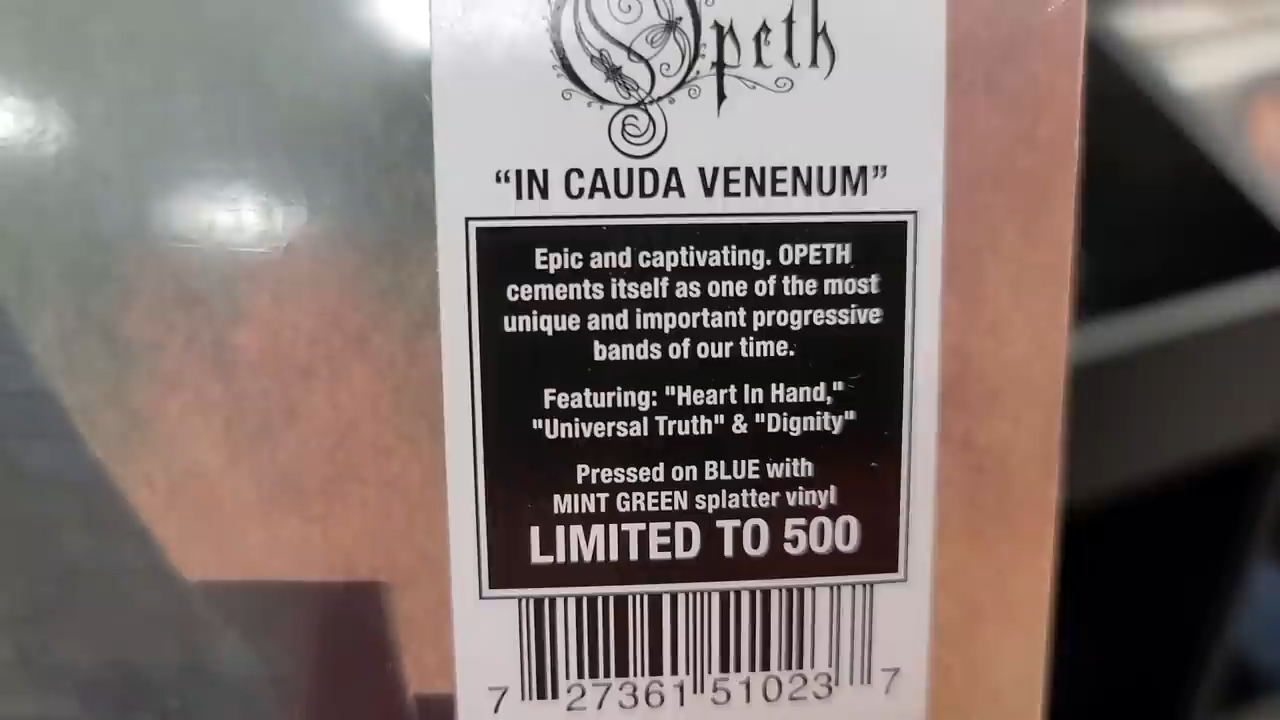 Opeth
“IN CAUDA VENENUM”
Epic and captivating. OPETH
cements itself as one of the most
unique and important progressive
bands of our time.
Featuring: "Heart In Hand,"
"Universal Truth" & "Dignity"
Pressed on BLUE with
MINT GREEN splatter vinyl
LIMITED TO 500
7 27361 51023 7